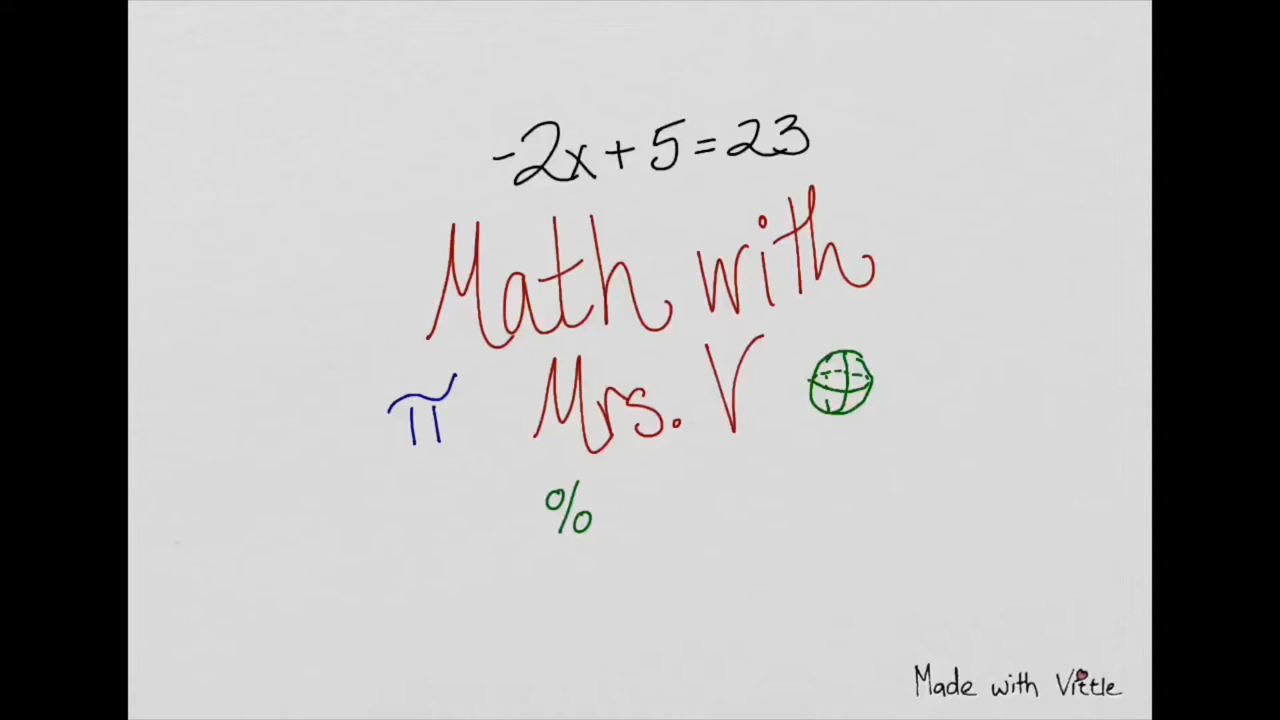 -2x+5=23
Math with
π Mrs. V
%
Made with Vittle